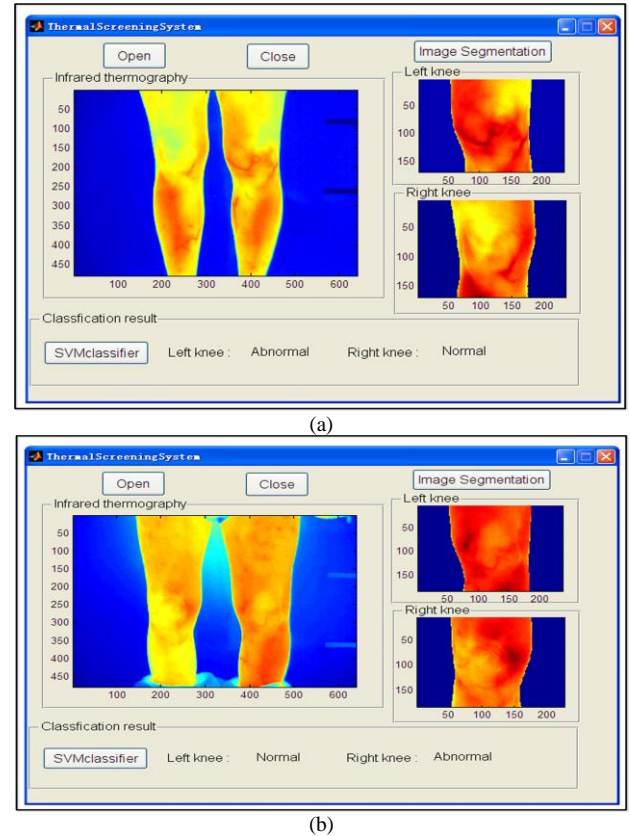 ThermalScreeningSystem
Open Close Image Segmentation
Infrared thermography
50
100
150
200
250
300
350
400
450
100 200 300 400 500 600
Left knee
50
100
150
50 100 150 200
Right knee
50
100
150
50 100 150 200
Classfication result
SVMclassifier Left knee : Abnormal Right knee : Normal
(a)
ThermalScreeningSystem
Open Close Image Segmentation
Infrared thermography
50
100
150
200
250
300
350
400
450
100 200 300 400 500 600
Left knee
50
100
150
50 100 150 200
Right knee
50
100
150
50 100 150 200
Classfication result
SVMclassifier Left knee : Normal Right knee : Abnormal
(b)